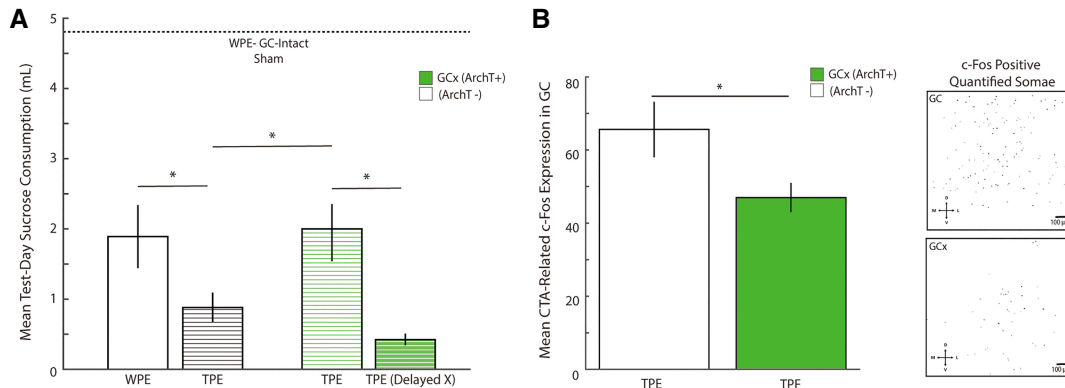 A
Mean Test-Day Sucrose Consumption (mL)
5
4
3
2
1
0
WPE- GC-Intact
Sham
GCx (ArchT+)
(ArchT -)
*
*
*
WPE
TPE
TPE
TPE (Delayed X)
B
Mean CTA-Related c-Fos Expression in GC
80
60
40
20
0
GCx (ArchT+)
(ArchT -)
*
TPE
TPE
c-Fos Positive
Quantified Somae
GC
D
M
L
V
100 µ
GCx
D
M
L
V
100 µ